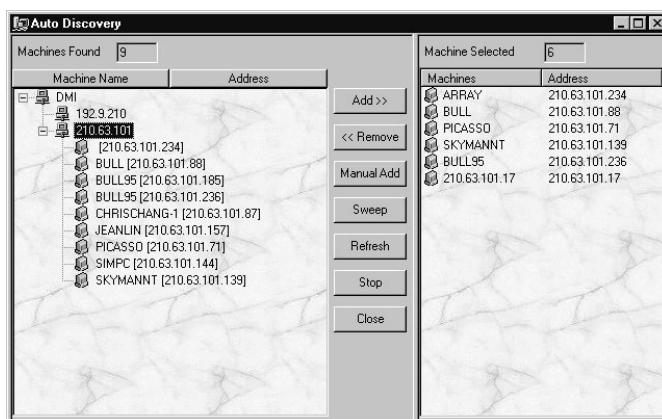 Auto Discovery
Machines Found 9
Machine Name Address
DMI
192.9.210
210.63.101
[210.63.101.234]
BULL [210.63.101.88]
BULL95 [210.63.101.185]
BULL95 [210.63.101.236]
CHRISCHANG-1 [210.63.101.87]
JEANLIN [210.63.101.157]
PICASSO [210.63.101.71]
SIMPC [210.63.101.144]
SKYMANNT [210.63.101.139]
Add >>
<< Remove
Manual Add
Sweep
Refresh
Stop
Close
Machine Selected 6
Machines Address
ARRAY 210.63.101.234
BULL 210.63.101.88
PICASSO 210.63.101.71
SKYMANNT 210.63.101.139
BULL95 210.63.101.236
210.63.101.17 210.63.101.17